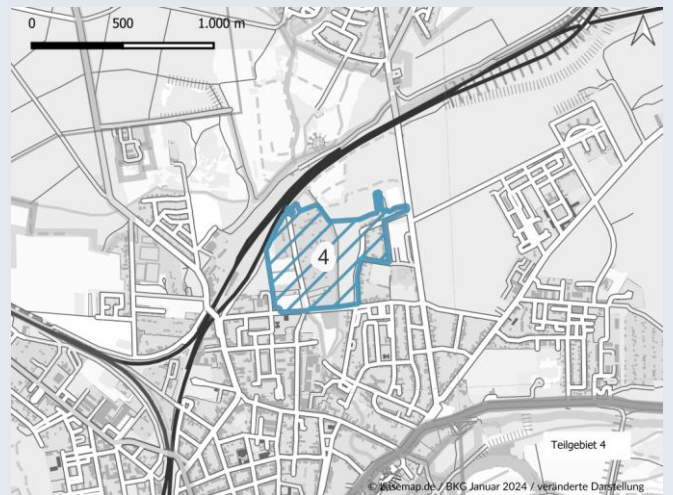 0 500 1.000 m
4
Teilgebiet 4
© basemap.de / BKG Januar 2024 / veränderte Darstellung